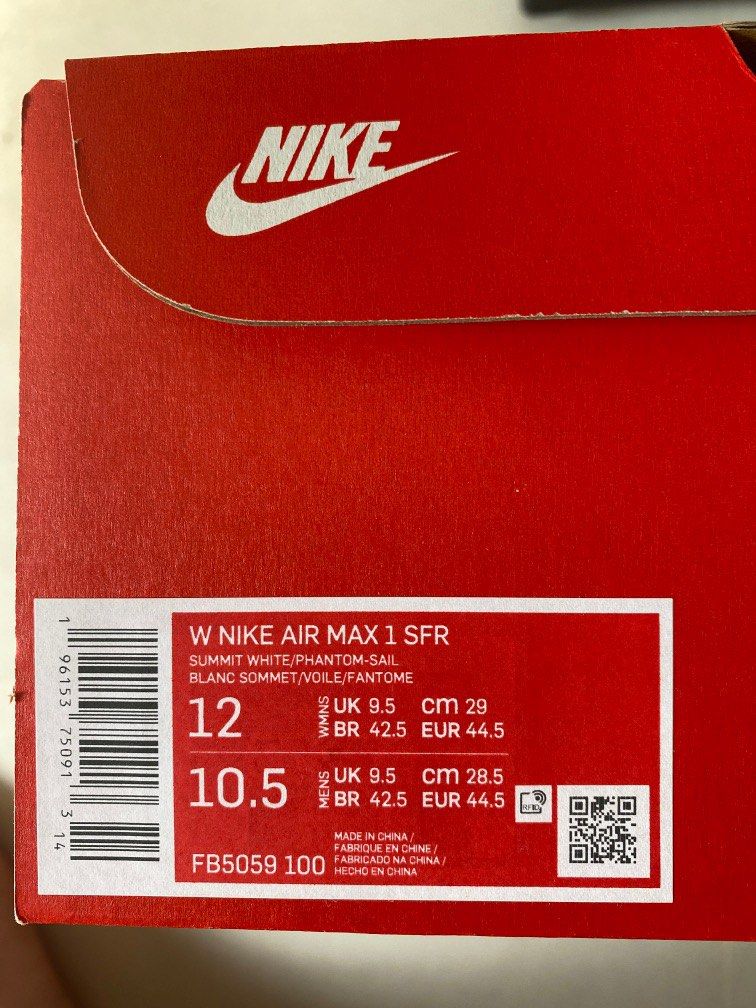 NIKE
W NIKE AIR MAX 1 SFR
SUMMIT WHITE/PHANTOM-SAIL
BLANC SOMMET/VOILE/FANTOME
12 WMNS UK 9.5 cm 29
BR 42.5 EUR 44.5
10.5 MENS UK 9.5 cm 28.5
BR 42.5 EUR 44.5
RFID
FB5059 100
MADE IN CHINA /
FABRIQUE EN CHINE /
FABRICADO NA CHINA /
HECHO EN CHINA
1 96153 75091 3 14